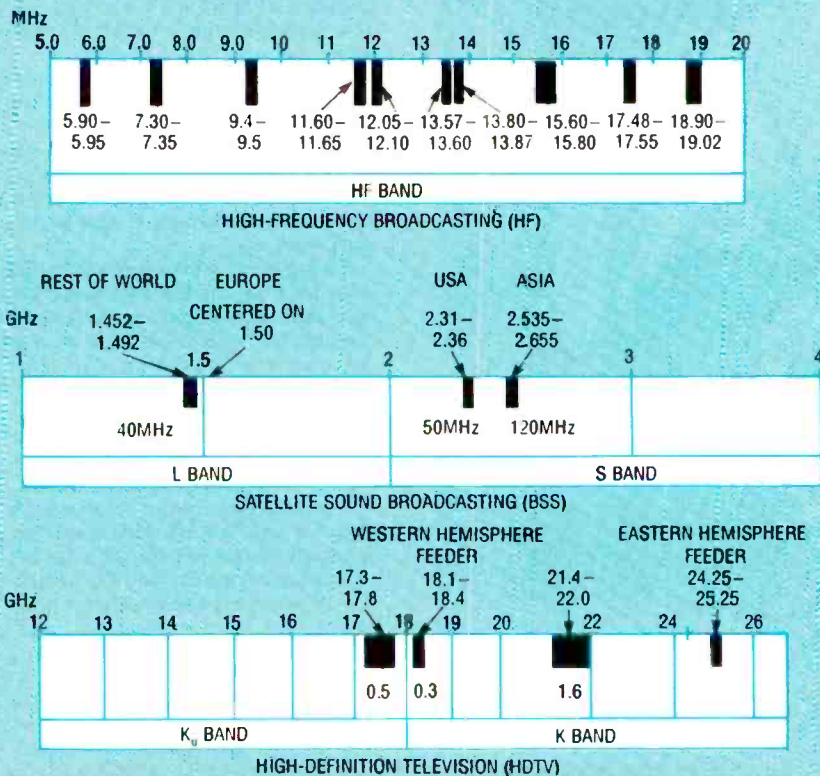 MHz
5.0 6.0 7.0 8.0 9.0 10 11 12 13 14 15 16 17 18 19 20
5.90– 7.30– 9.4– 11.60– 12.05– 13.57– 13.80– 15.60– 17.48– 18.90–
5.95 7.35 9.5 11.65 12.10 13.60 13.87 15.80 17.55 19.02
HF BAND
HIGH-FREQUENCY BROADCASTING (HF)
REST OF WORLD EUROPE USA ASIA
CENTERED ON
GHz 1.452– 1.50 2.31– 2.535–
1.492 2.36 2.655
1 1.5 2 3 4
40MHz 50MHz 120MHz
L BAND S BAND
SATELLITE SOUND BROADCASTING (BSS)
WESTERN HEMISPHERE EASTERN HEMISPHERE
FEEDER FEEDER
17.3– 18.1– 21.4– 24.25–
17.8 18.4 22.0 25.25
GHz
12 13 14 15 16 17 18 19 22 24 26
0.5 0.3 1.6
Ku BAND K BAND
HIGH-DEFINITION TELEVISION (HDTV)